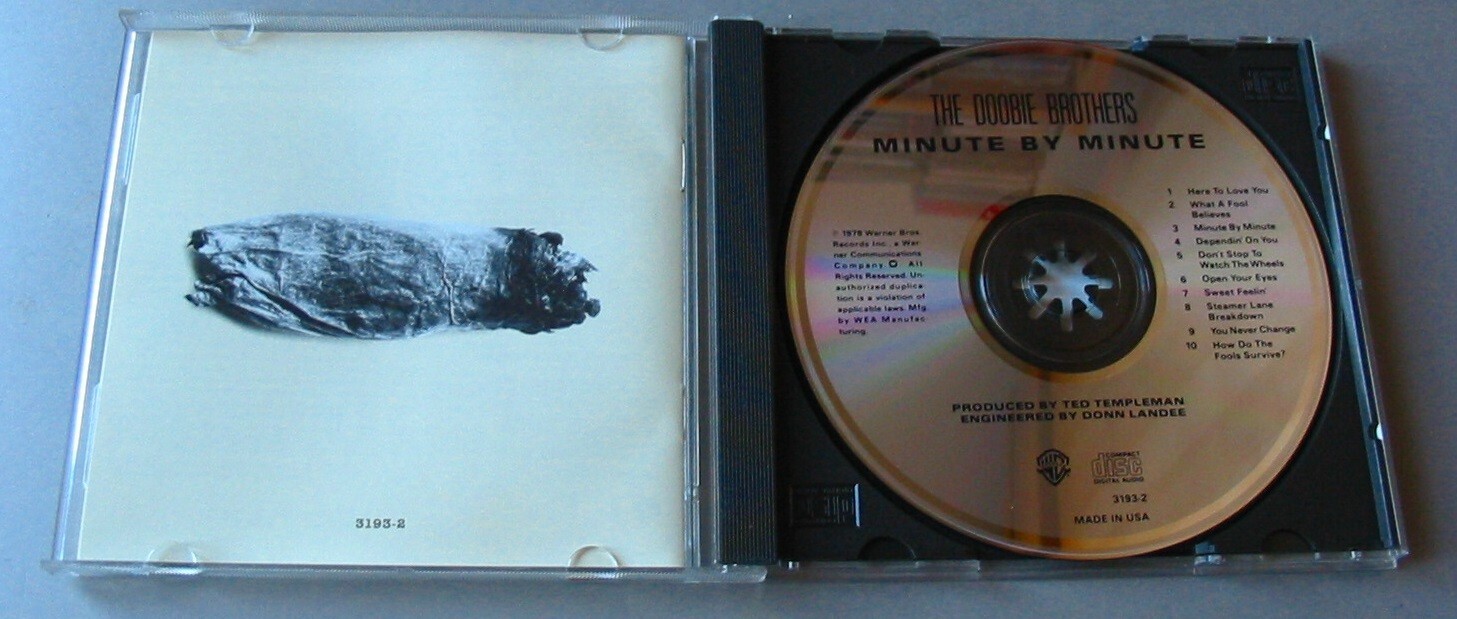 3193-2
THE DOOBIE BROTHERS
MINUTE BY MINUTE
℗ 1978 Warner Bros.
Records Inc., a War-
ner Communications
Company. All
Rights Reserved. Un-
authorized duplica-
tion is a violation of
applicable laws. Mfg.
by WEA Manufac-
turing.
1 Here To Love You
2 What A Fool
Believes
3 Minute By Minute
4 Dependin' On You
5 Don't Stop To
Watch The Wheels
6 Open Your Eyes
7 Sweet Feelin'
8 Steamer Lane
Breakdown
9 You Never Change
10 How Do The
Fools Survive?
PRODUCED BY TED TEMPLEMAN
ENGINEERED BY DONN LANDEE
COMPACT
disc
DIGITAL AUDIO
3193-2
MADE IN USA